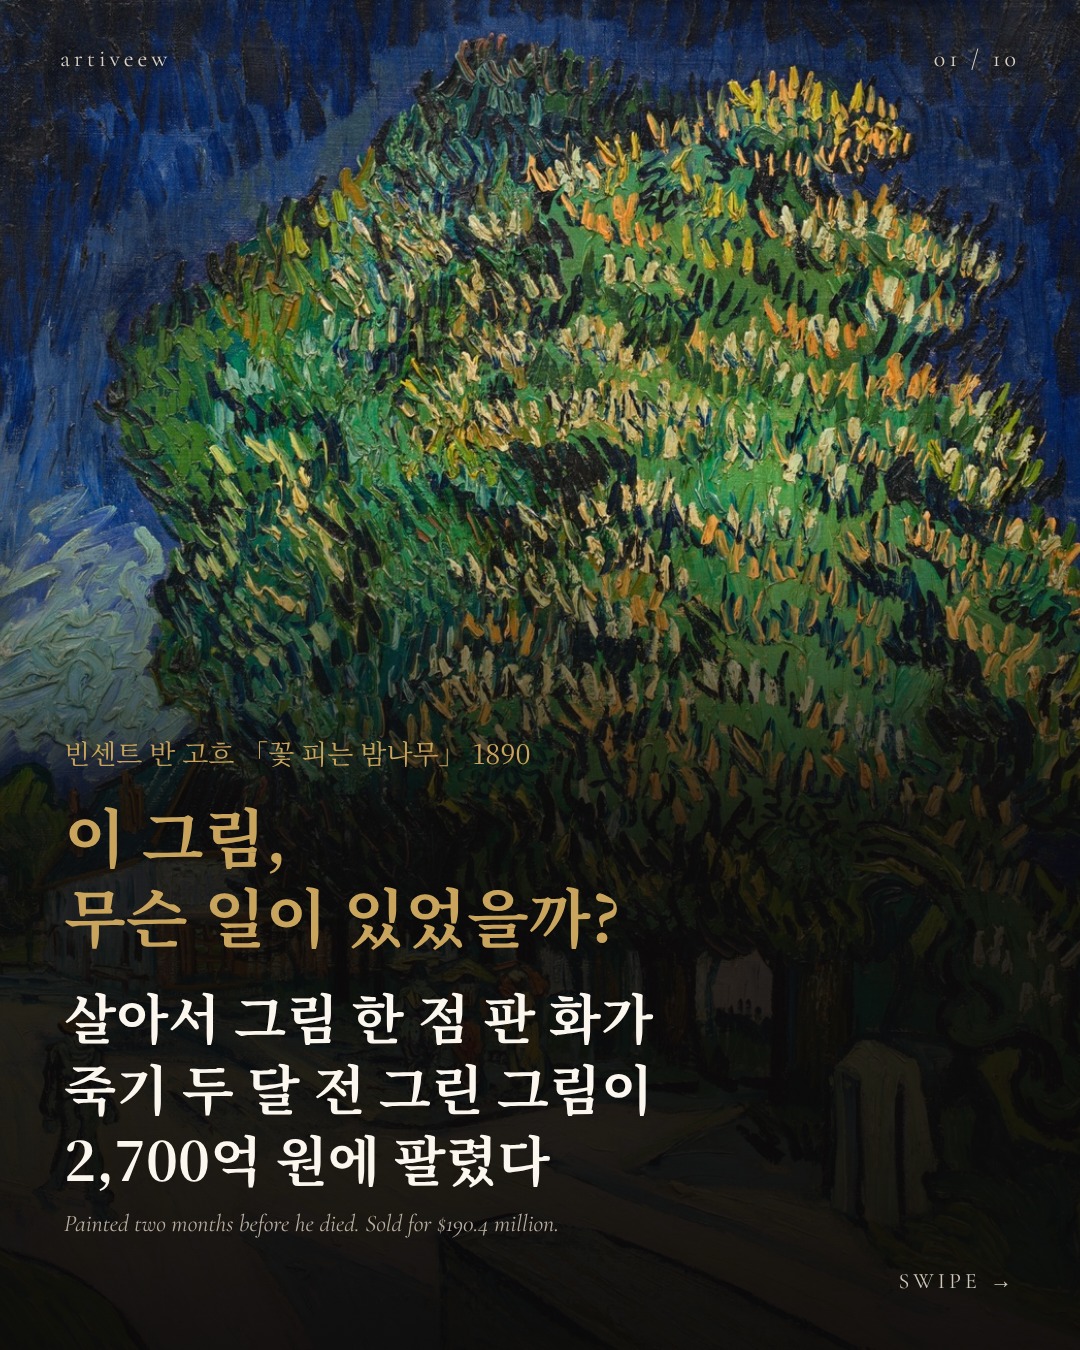 artiveew
01 / 10
빈센트 반 고흐 「꽃 피는 밤나무」 1890
이 그림,
무슨 일이 있었을까?
살아서 그림 한 점 판 화가
죽기 두 달 전 그린 그림이
2,700억 원에 팔렸다
Painted two months before he died. Sold for $190.4 million.
SWIPE →